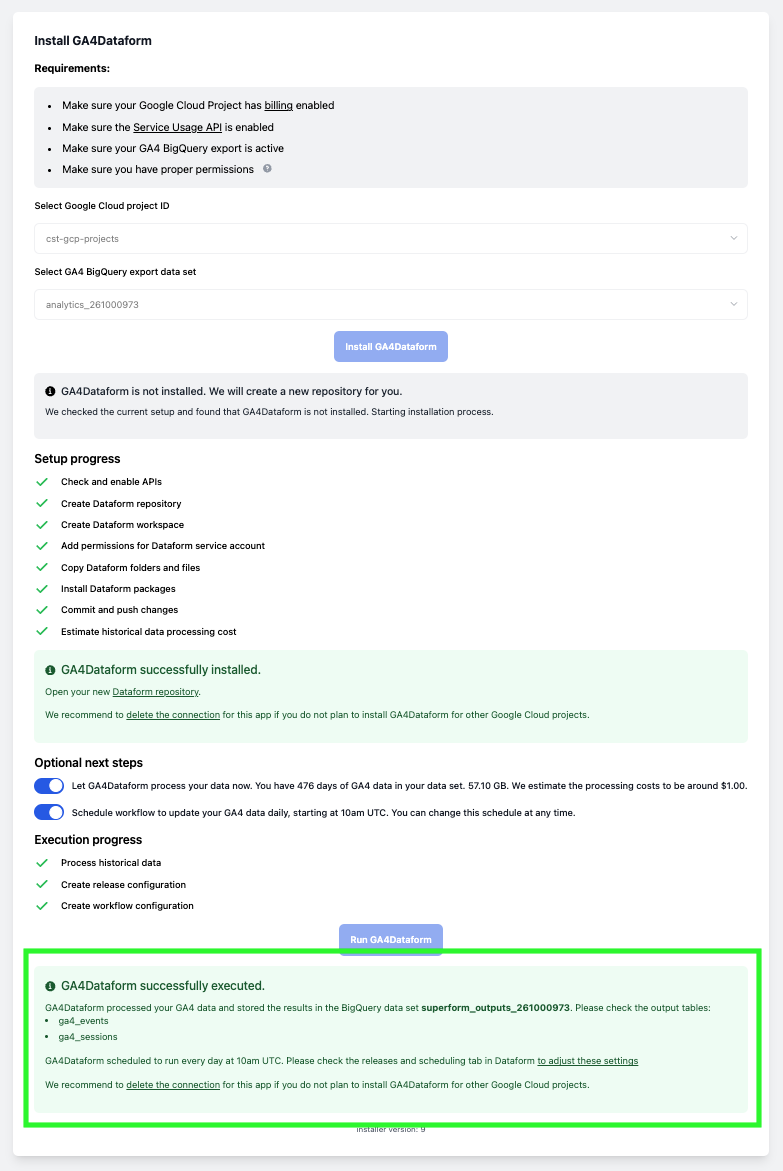 Install GA4Dataform
Requirements:
• Make sure your Google Cloud Project has billing enabled
• Make sure the Service Usage API is enabled
• Make sure your GA4 BigQuery export is active
• Make sure you have proper permissions ?
Select Google Cloud project ID
cst-gcp-projects
Select GA4 BigQuery export data set
analytics_261000973
Install GA4Dataform
GA4Dataform is not installed. We will create a new repository for you.
We checked the current setup and found that GA4Dataform is not installed. Starting installation process.
Setup progress
Check and enable APIs
Create Dataform repository
Create Dataform workspace
Add permissions for Dataform service account
Copy Dataform folders and files
Install Dataform packages
Commit and push changes
Estimate historical data processing cost
GA4Dataform successfully installed.
Open your new Dataform repository.
We recommend to delete the connection for this app if you do not plan to install GA4Dataform for other Google Cloud projects.
Optional next steps
Let GA4Dataform process your data now. You have 476 days of GA4 data in your data set. 57.10 GB. We estimate the processing costs to be around $1.00.
Schedule workflow to update your GA4 data daily, starting at 10am UTC. You can change this schedule at any time.
Execution progress
Process historical data
Create release configuration
Create workflow configuration
Run GA4Dataform
GA4Dataform successfully executed.
GA4Dataform processed your GA4 data and stored the results in the BigQuery data set superform_outputs_261000973. Please check the output tables:
• ga4_events
• ga4_sessions
GA4Dataform scheduled to run every day at 10am UTC. Please check the releases and scheduling tab in Dataform to adjust these settings
We recommend to delete the connection for this app if you do not plan to install GA4Dataform for other Google Cloud projects.
installer version: 9